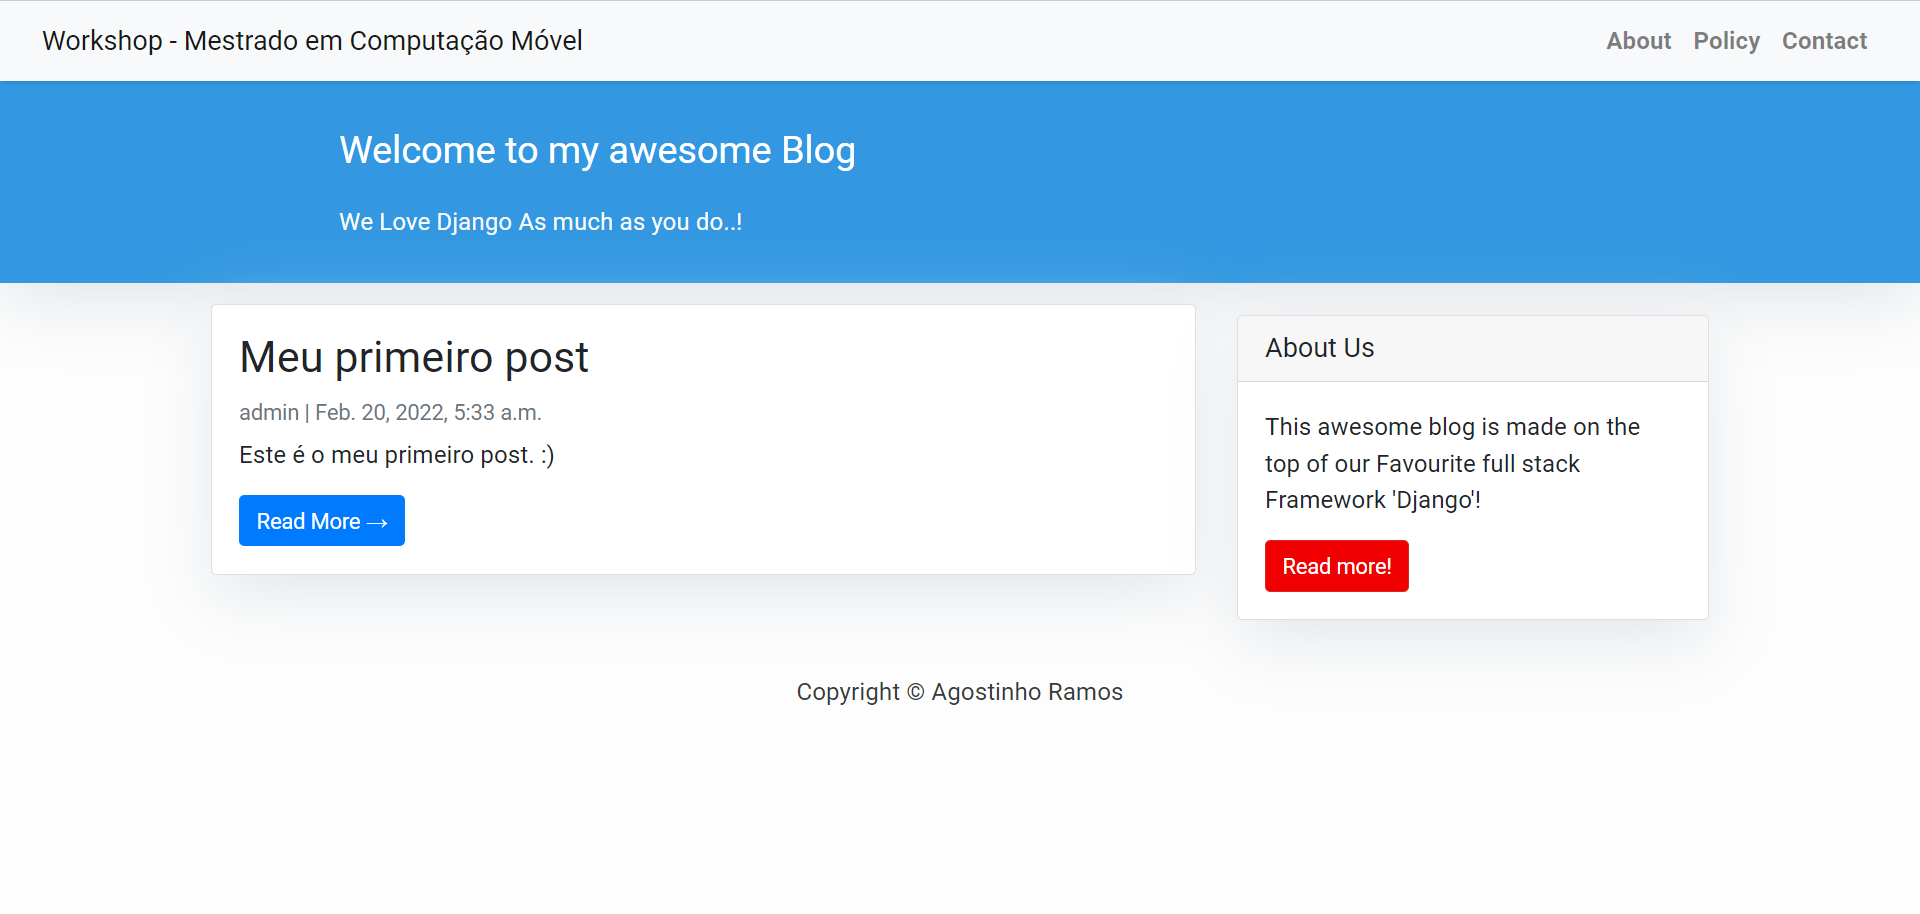 Workshop - Mestrado em Computação Móvel
About Policy Contact
Welcome to my awesome Blog
We Love Django As much as you do..!
Meu primeiro post
admin | Feb. 20, 2022, 5:33 a.m.
Este é o meu primeiro post. :)
Read More →
About Us
This awesome blog is made on the
top of our Favourite full stack
Framework 'Django'!
Read more!
Copyright © Agostinho Ramos